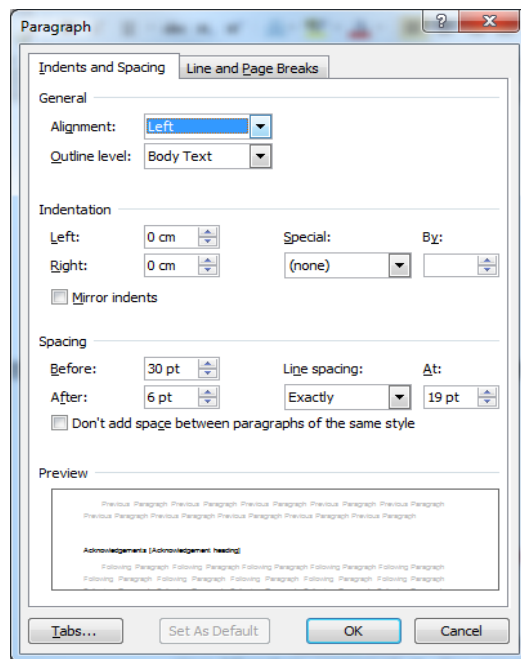 Paragraph
Indents and Spacing Line and Page Breaks
General
Alignment: Left
Outline level: Body Text
Indentation
Left: 0 cm Special: By:
Right: 0 cm (none)
Mirror indents
Spacing
Before: 30 pt Line spacing: At:
After: 6 pt Exactly 19 pt
Don't add space between paragraphs of the same style
Preview
Previous Paragraph Previous Paragraph Previous Paragraph Previous Paragraph Previous Paragraph
Previous Paragraph Previous Paragraph Previous Paragraph Previous Paragraph Previous Paragraph
Acknowledgements [Acknowledgement heading]
Following Paragraph Following Paragraph Following Paragraph Following Paragraph Following Paragraph
Following Paragraph Following Paragraph Following Paragraph Following Paragraph Following Paragraph
Tabs... Set As Default OK Cancel